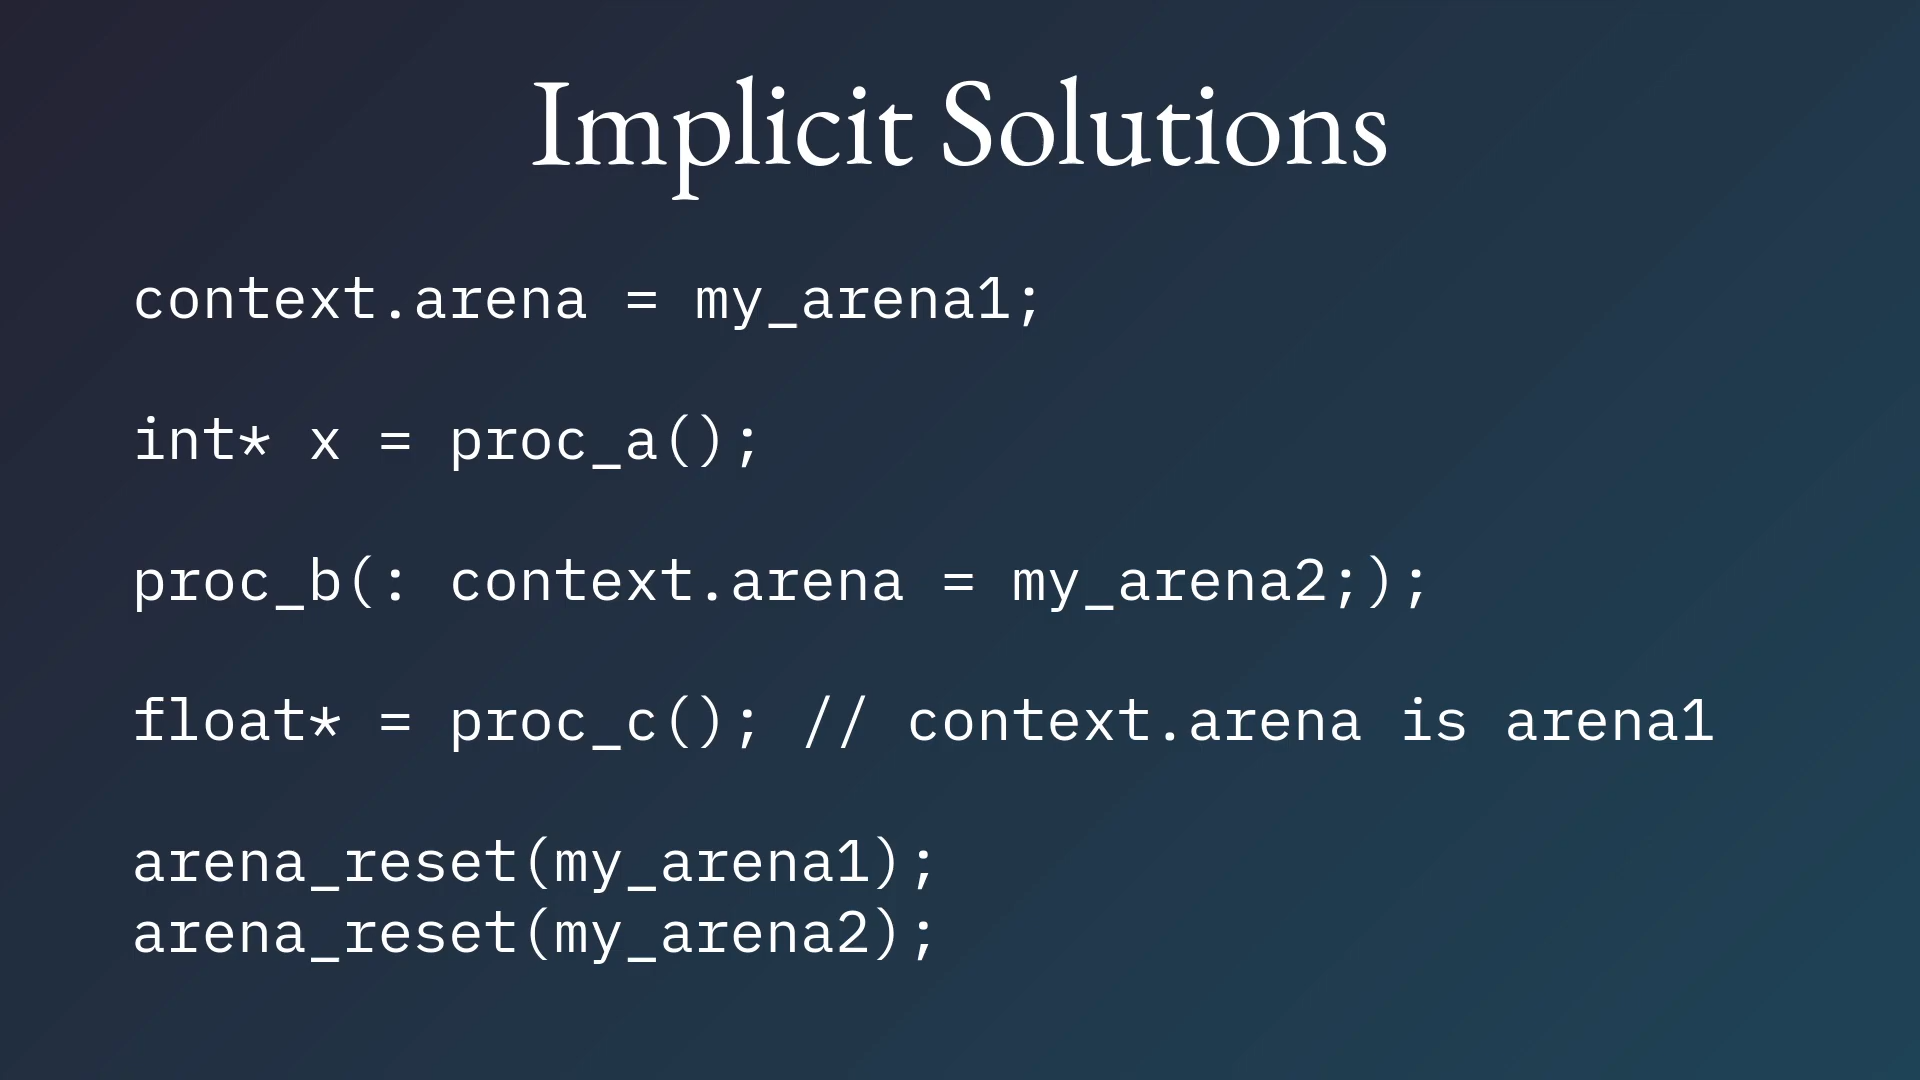 Implicit Solutions
context.arena = my_arena1;
int* x = proc_a();
proc_b(: context.arena = my_arena2;);
float* = proc_c(); // context.arena is arena1
arena_reset(my_arena1);
arena_reset(my_arena2);